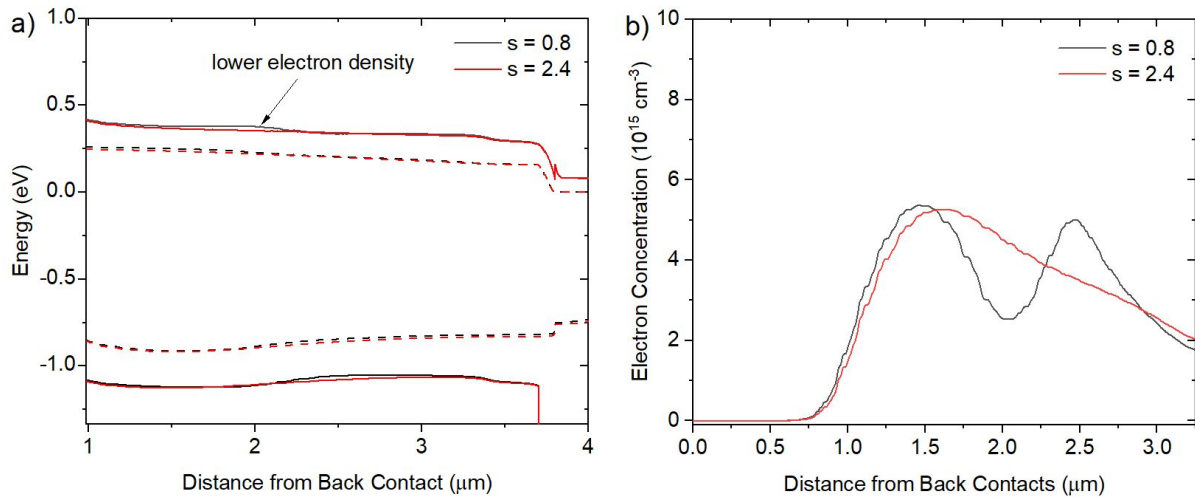 a)
s = 0.8
s = 2.4
lower electron density
1.0
0.5
0.0
-0.5
-1.0
Energy (eV)
1
2
3
4
Distance from Back Contact (μm)
b)
s = 0.8
s = 2.4
10
8
6
4
2
0
Electron Concentration (10¹⁵ cm⁻³)
0.0
0.5
1.0
1.5
2.0
2.5
3.0
Distance from Back Contacts (μm)